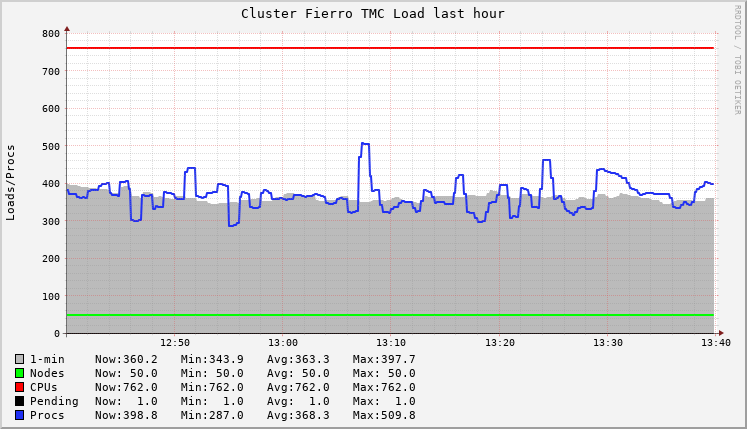 Cluster Fierro TMC Load last hour
RRDTOOL / TOBI OETIKER
Loads/Procs
800
700
600
500
400
300
200
100
0
12:50 13:00 13:10 13:20 13:30 13:40
1-min Now:360.2 Min:343.9 Avg:363.3 Max:397.7
Nodes Now: 50.0 Min: 50.0 Avg: 50.0 Max: 50.0
CPUs Now:762.0 Min:762.0 Avg:762.0 Max:762.0
Pending Now: 1.0 Min: 1.0 Avg: 1.0 Max: 1.0
Procs Now:398.8 Min:287.0 Avg:368.3 Max:509.8